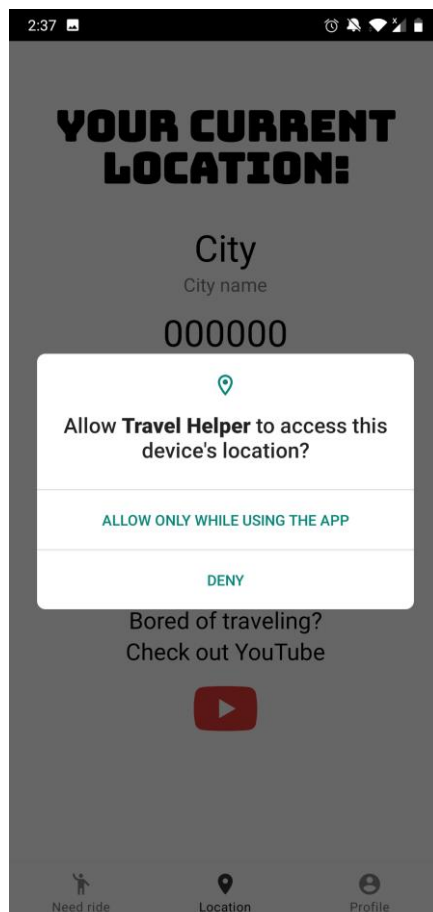 2:37
YOUR CURRENT
LOCATION:
City
City name
000000
Allow Travel Helper to access this
device's location?
ALLOW ONLY WHILE USING THE APP
DENY
Bored of traveling?
Check out YouTube
Need ride
Location
Profile